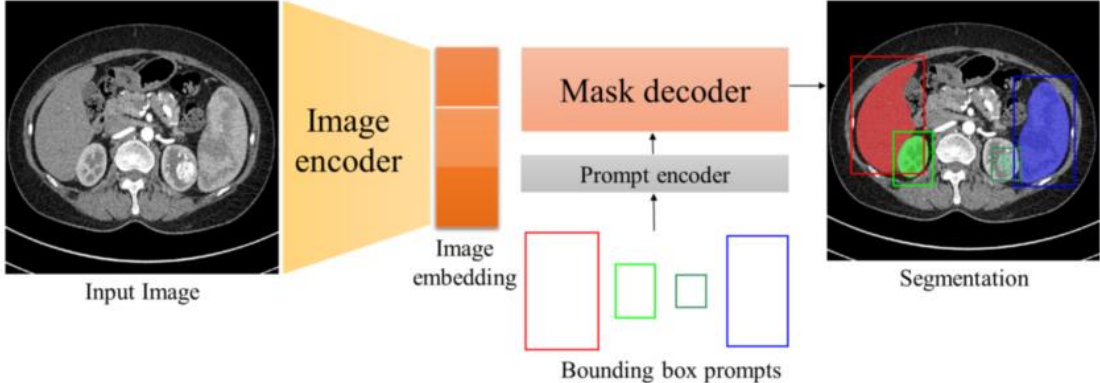 Input Image
Image
encoder
Image
embedding
Mask decoder
Prompt encoder
Bounding box prompts
Segmentation